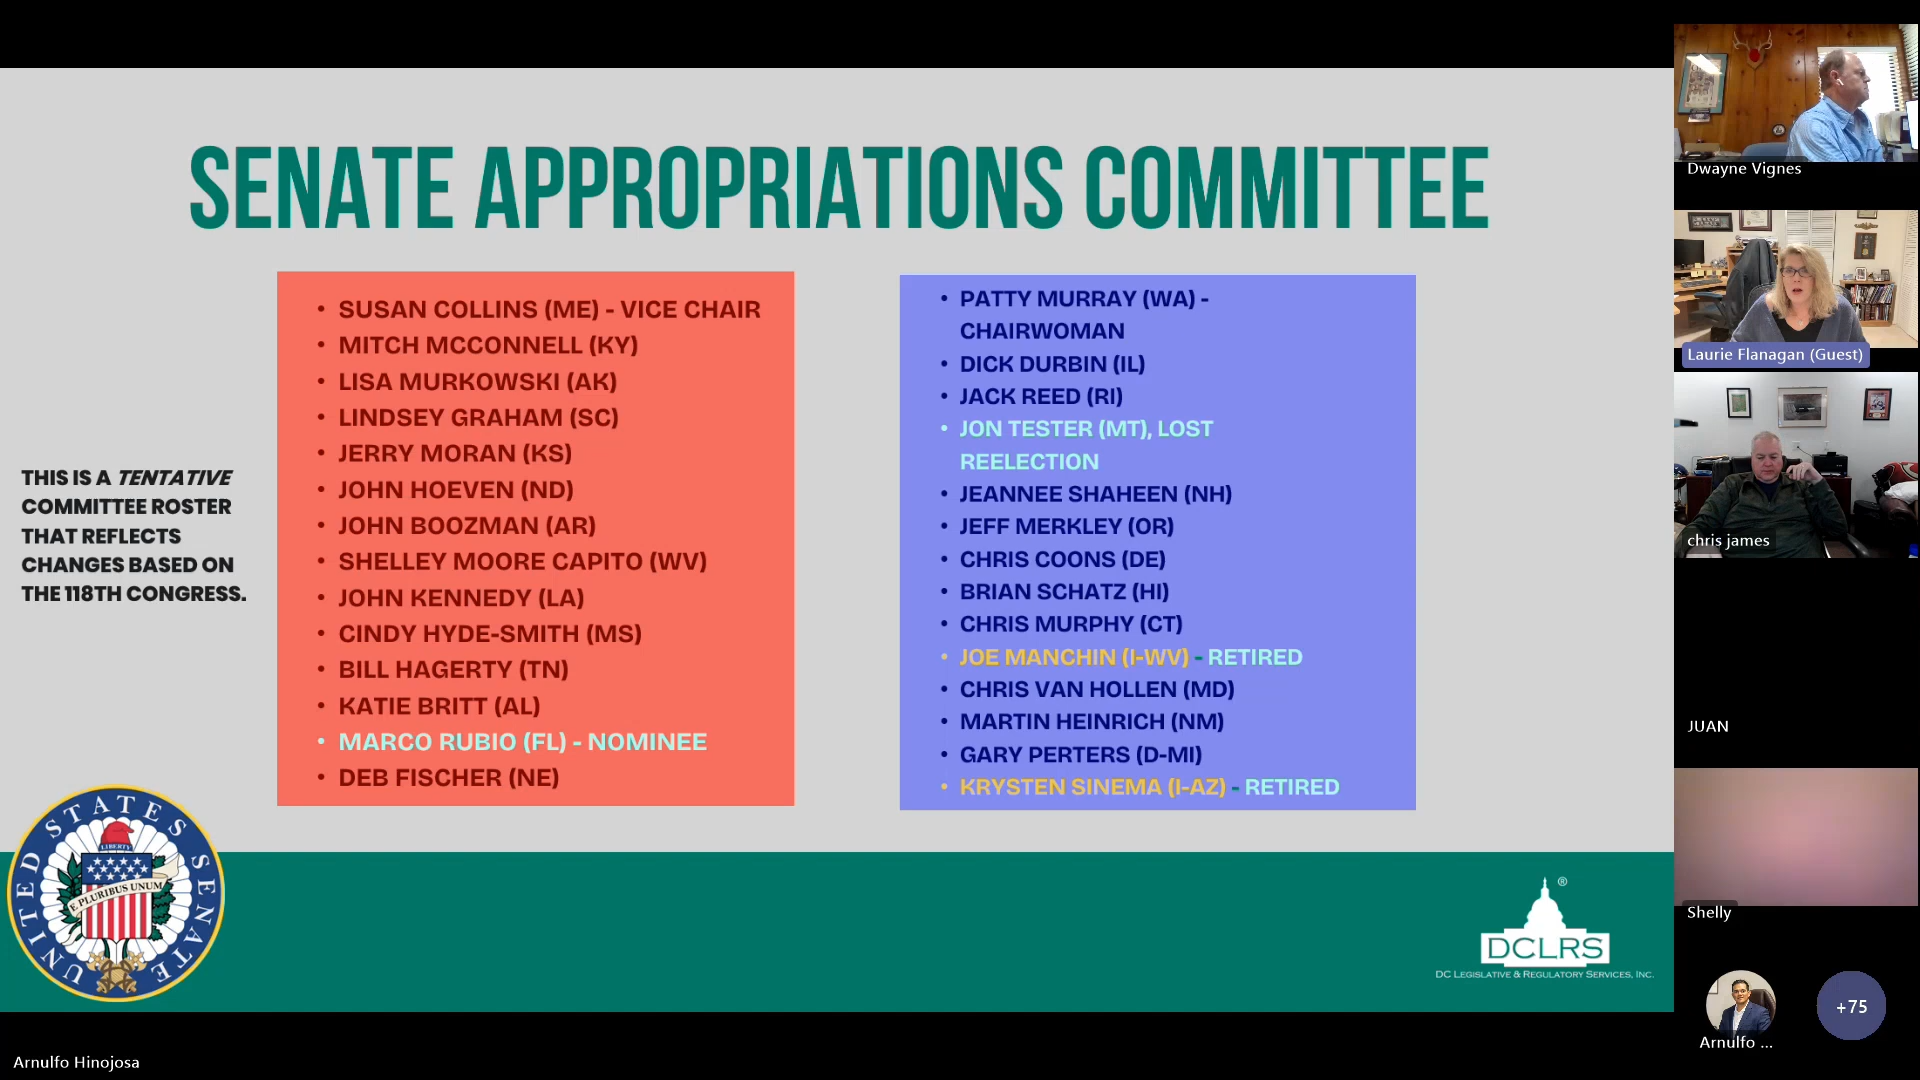 SENATE APPROPRIATIONS COMMITTEE
THIS IS A TENTATIVE
COMMITTEE ROSTER
THAT REFLECTS
CHANGES BASED ON
THE 118TH CONGRESS.
• SUSAN COLLINS (ME) - VICE CHAIR
• MITCH MCCONNELL (KY)
• LISA MURKOWSKI (AK)
• LINDSEY GRAHAM (SC)
• JERRY MORAN (KS)
• JOHN HOEVEN (ND)
• JOHN BOOZMAN (AR)
• SHELLEY MOORE CAPITO (WV)
• JOHN KENNEDY (LA)
• CINDY HYDE-SMITH (MS)
• BILL HAGERTY (TN)
• KATIE BRITT (AL)
• MARCO RUBIO (FL) - NOMINEE
• DEB FISCHER (NE)
• PATTY MURRAY (WA) -
CHAIRWOMAN
• DICK DURBIN (IL)
• JACK REED (RI)
• JON TESTER (MT), LOST
REELECTION
• JEANNEE SHAHEEN (NH)
• JEFF MERKLEY (OR)
• CHRIS COONS (DE)
• BRIAN SCHATZ (HI)
• CHRIS MURPHY (CT)
• JOE MANCHIN (I-WV) - RETIRED
• CHRIS VAN HOLLEN (MD)
• MARTIN HEINRICH (NM)
• GARY PERTERS (D-MI)
• KRYSTEN SINEMA (I-AZ) - RETIRED
UNITED STATES SENATE
LIBERTY
E PLURIBUS UNUM
®
DCLRS
DC LEGISLATIVE & REGULATORY SERVICES, INC.
Arnulfo Hinojosa
Dwayne Vignes
Laurie Flanagan (Guest)
chris james
JUAN
Shelly
Arnulfo ...
+75